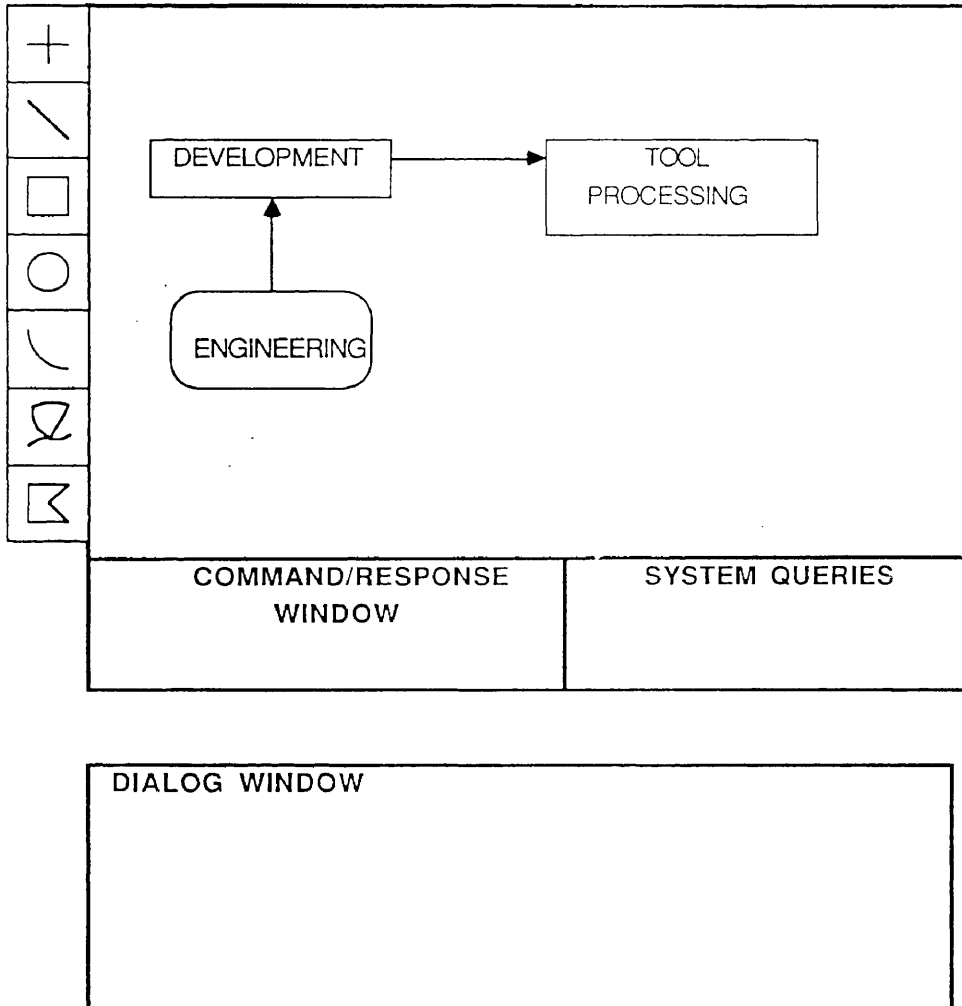 DEVELOPMENT
TOOL
PROCESSING
ENGINEERING
COMMAND/RESPONSE
WINDOW
SYSTEM QUERIES
DIALOG WINDOW